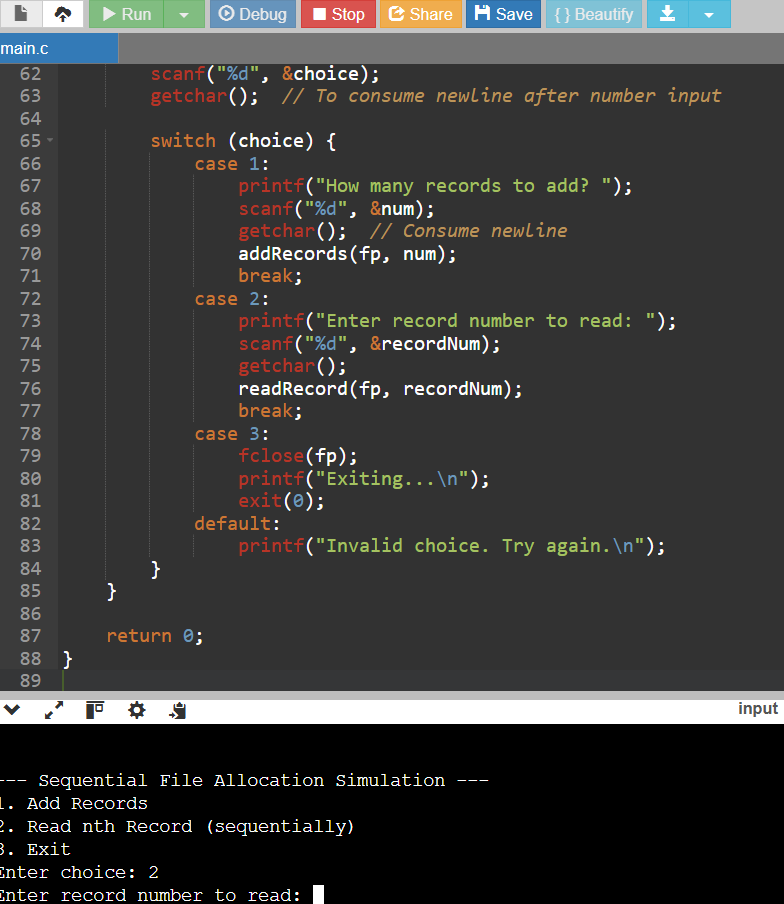 Run Debug Stop Share Save { } Beautify
main.c
62 scanf("%d", &choice);
63 getchar(); // To consume newline after number input
64
65 switch (choice) {
66 case 1:
67 printf("How many records to add? ");
68 scanf("%d", &num);
69 getchar(); // Consume newline
70 addRecords(fp, num);
71 break;
72 case 2:
73 printf("Enter record number to read: ");
74 scanf("%d", &recordNum);
75 getchar();
76 readRecord(fp, recordNum);
77 break;
78 case 3:
79 fclose(fp);
80 printf("Exiting...\n");
81 exit(0);
82 default:
83 printf("Invalid choice. Try again.\n");
84 }
85 }
86
87 return 0;
88 }
89
input
--- Sequential File Allocation Simulation ---
1. Add Records
2. Read nth Record (sequentially)
3. Exit
Enter choice: 2
Enter record number to read: